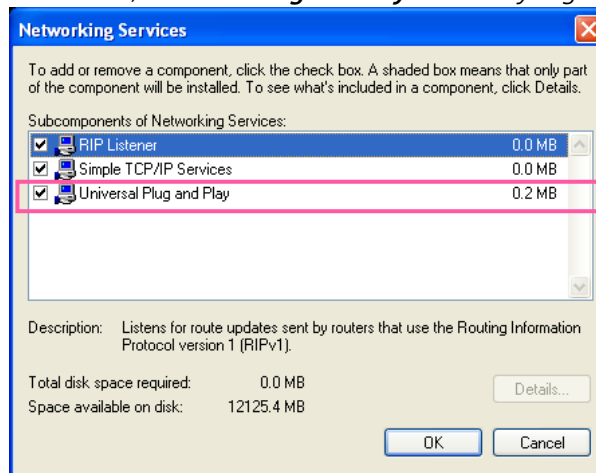 Networking Services
To add or remove a component, click the check box. A shaded box means that only part
of the component will be installed. To see what's included in a component, click Details.
Subcomponents of Networking Services:
RIP Listener 0.0 MB
Simple TCP/IP Services 0.0 MB
Universal Plug and Play 0.2 MB
Description: Listens for route updates sent by routers that use the Routing Information
Protocol version 1 (RIPv1).
Total disk space required: 0.0 MB
Details...
Space available on disk: 12125.4 MB
OK Cancel